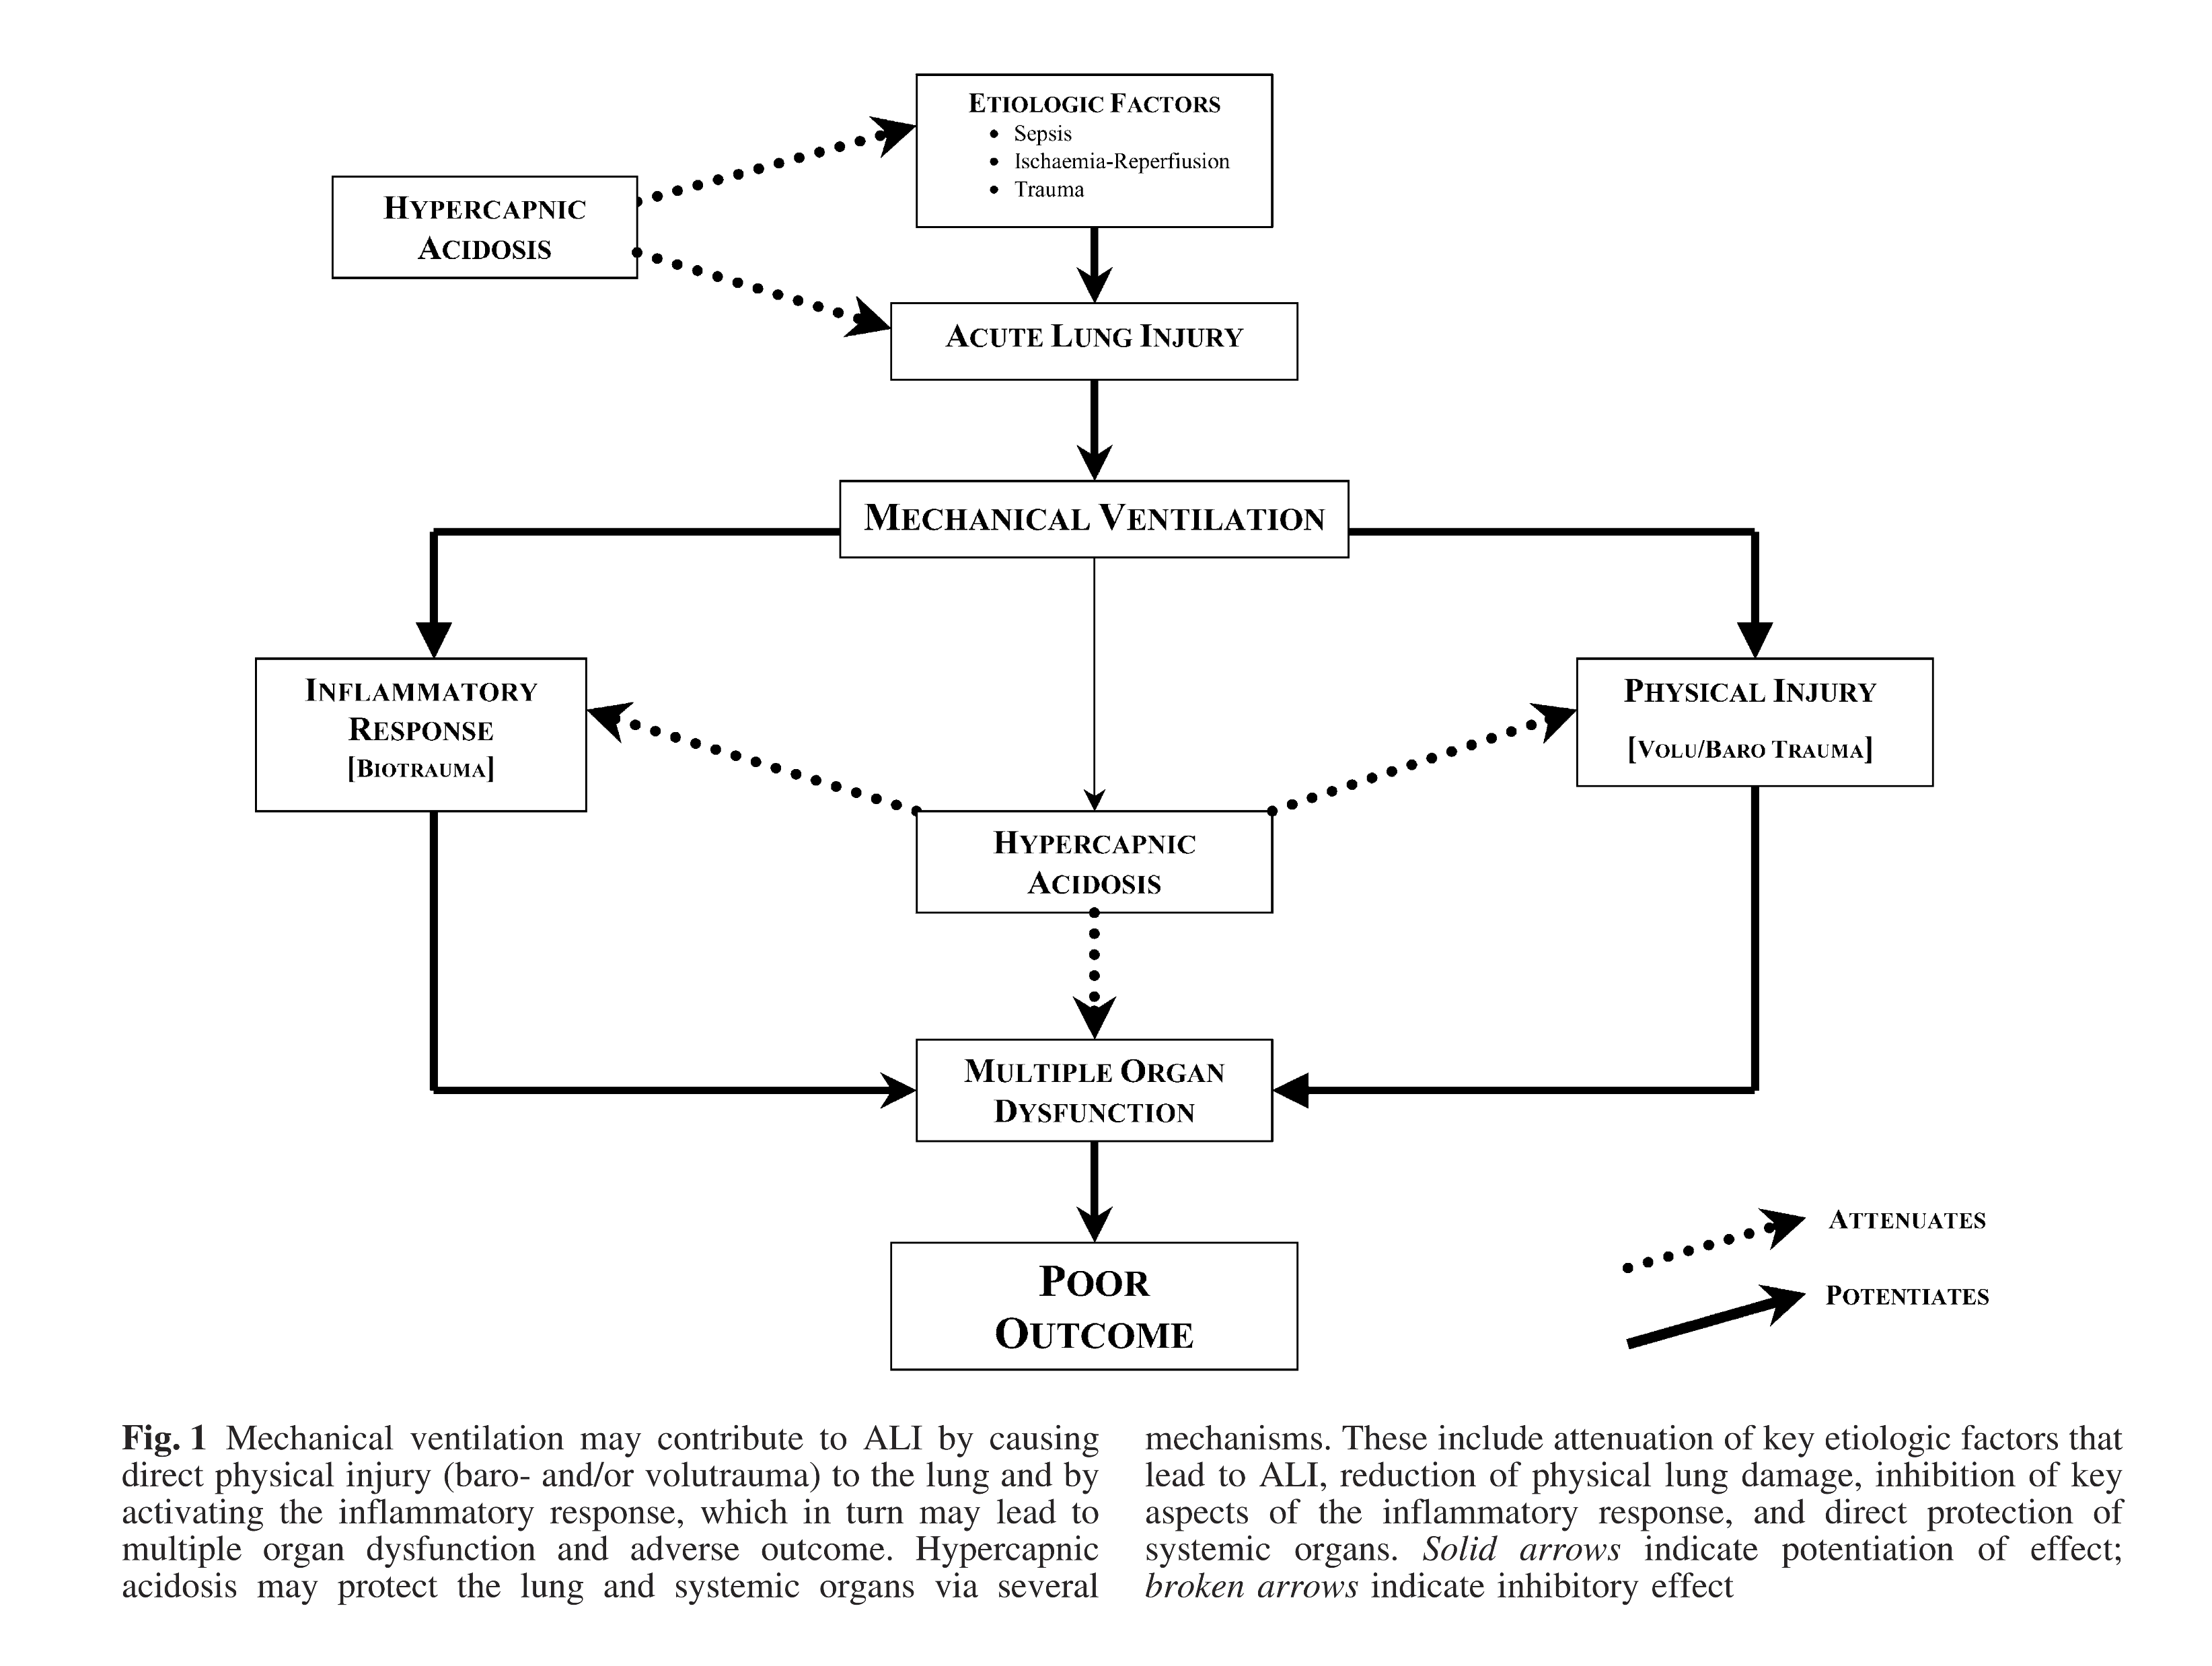 ETIOLOGIC FACTORS
• Sepsis
• Ischaemia-Reperfiusion
• Trauma
HYPERCAPNIC
ACIDOSIS
ACUTE LUNG INJURY
MECHANICAL VENTILATION
INFLAMMATORY
RESPONSE
[BIOTRAUMA]
PHYSICAL INJURY
[VOLU/BARO TRAUMA]
HYPERCAPNIC
ACIDOSIS
MULTIPLE ORGAN
DYSFUNCTION
POOR
OUTCOME
ATTENUATES
POTENTIATES
Fig. 1 Mechanical ventilation may contribute to ALI by causing
direct physical injury (baro- and/or volutrauma) to the lung and by
activating the inflammatory response, which in turn may lead to
multiple organ dysfunction and adverse outcome. Hypercapnic
acidosis may protect the lung and systemic organs via several
mechanisms. These include attenuation of key etiologic factors that
lead to ALI, reduction of physical lung damage, inhibition of key
aspects of the inflammatory response, and direct protection of
systemic organs. Solid arrows indicate potentiation of effect;
broken arrows indicate inhibitory effect